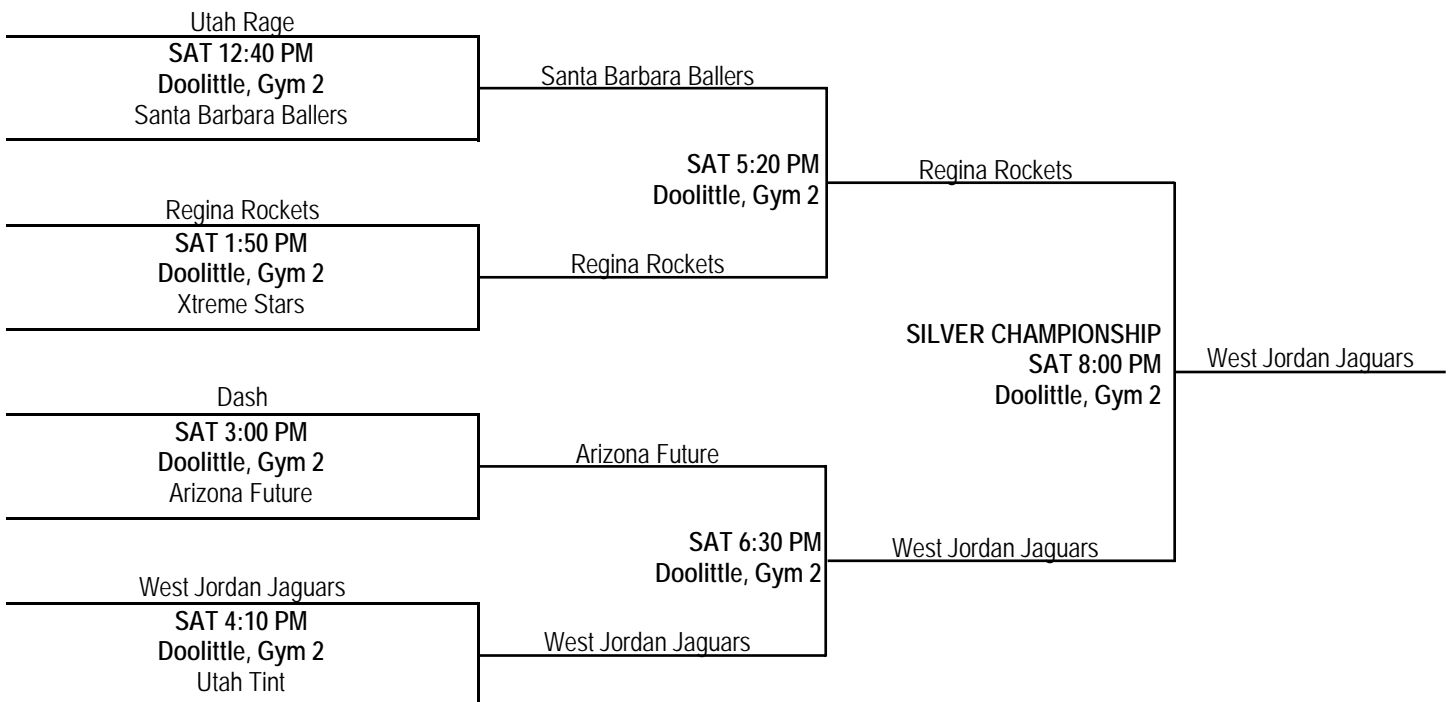 Utah Rage
SAT 12:40 PM
Doolittle, Gym 2
Santa Barbara Ballers
Santa Barbara Ballers
SAT 5:20 PM
Doolittle, Gym 2
Regina Rockets
Regina Rockets
SAT 1:50 PM
Doolittle, Gym 2
Xtreme Stars
Regina Rockets
SILVER CHAMPIONSHIP
SAT 8:00 PM
Doolittle, Gym 2
West Jordan Jaguars
Dash
SAT 3:00 PM
Doolittle, Gym 2
Arizona Future
Arizona Future
SAT 6:30 PM
Doolittle, Gym 2
West Jordan Jaguars
West Jordan Jaguars
SAT 4:10 PM
Doolittle, Gym 2
Utah Tint
West Jordan Jaguars